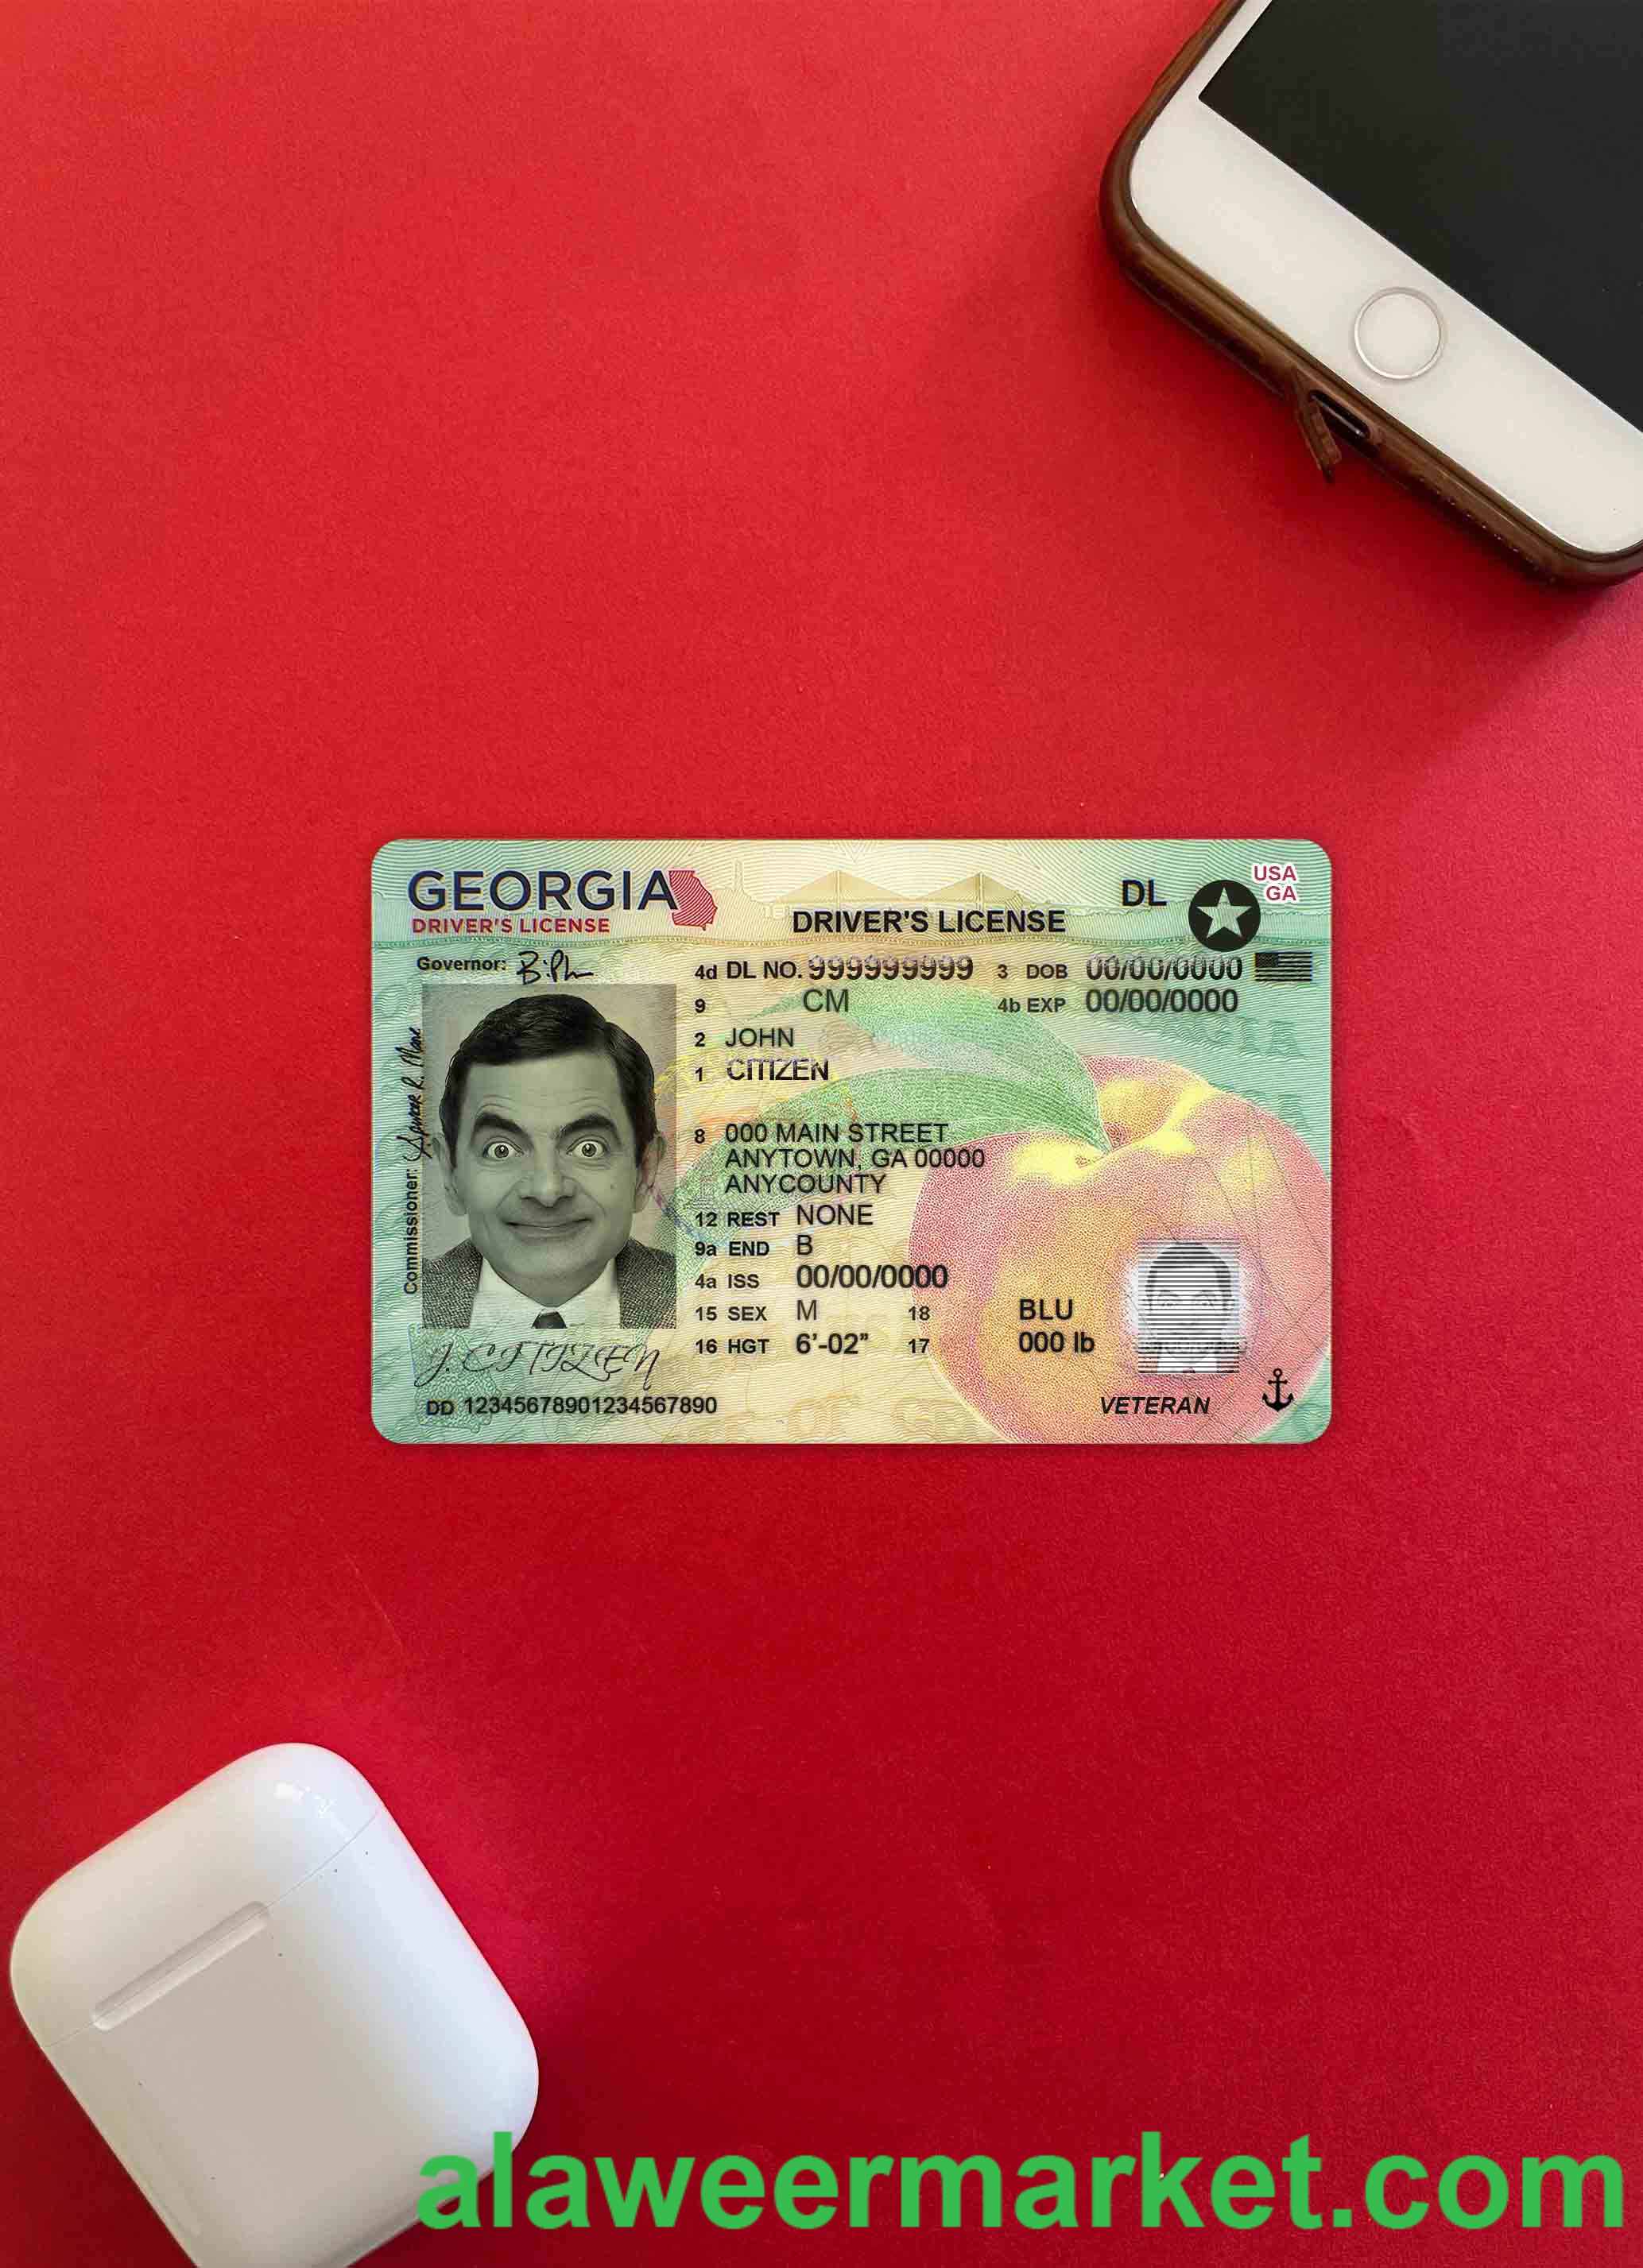 GEORGIA
DRIVER'S LICENSE
DRIVER'S LICENSE
DL
USA
GA
Governor:
4d DL NO. 999999999 3 DOB 00/00/0000
9 CM 4b EXP 00/00/0000
2 JOHN
1 CITIZEN
8 000 MAIN STREET
ANYTOWN, GA 00000
ANYCOUNTY
12 REST NONE
9a END B
4a ISS 00/00/0000
15 SEX M 18 BLU
16 HGT 6'-02" 17 000 lb
Commissioner:
J. CITIZEN
DD 12345678901234567890
VETERAN
alaweermarket.com